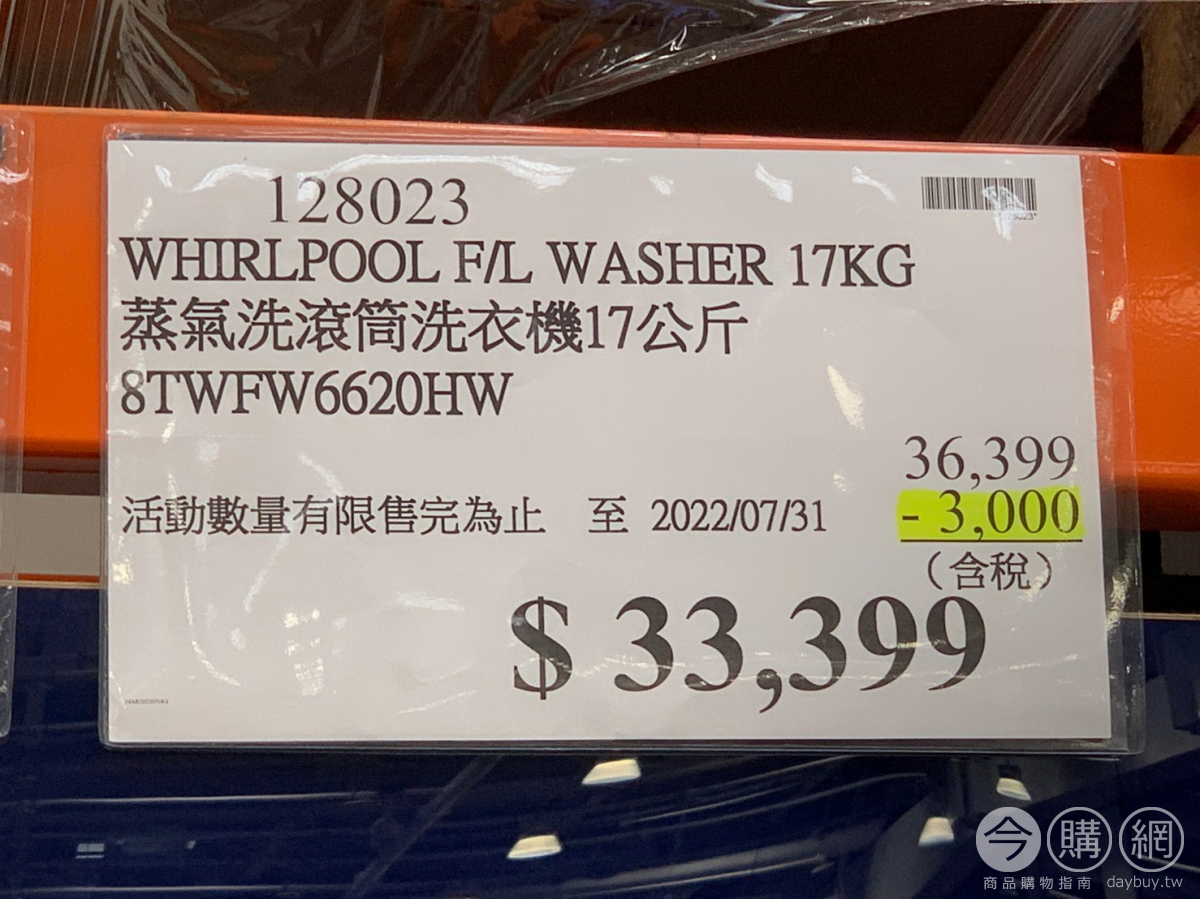 128023
WHIRLPOOL F/L WASHER 17KG
蒸氣洗滾筒洗衣機17公斤
8TWFW6620HW
36,399
活動數量有限售完為止 至 2022/07/31
- 3,000
(含稅)
$ 33,399
今購網
商品購物指南 daybuy.tw